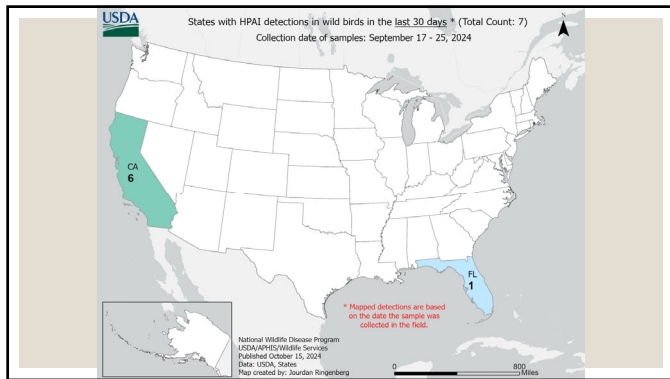 USDA
States with HPAI detections in wild birds in the last 30 days * (Total Count: 7)
Collection date of samples: September 17 - 25, 2024
N
CA
6
FL
1
* Mapped detections are based
on the date the sample was
collected in the field.
National Wildlife Disease Program
USDA/APHIS/Wildlife Services
Published October 15, 2024
Data: USDA, States
Map created by: Jourdan Ringenberg
0 800
Miles